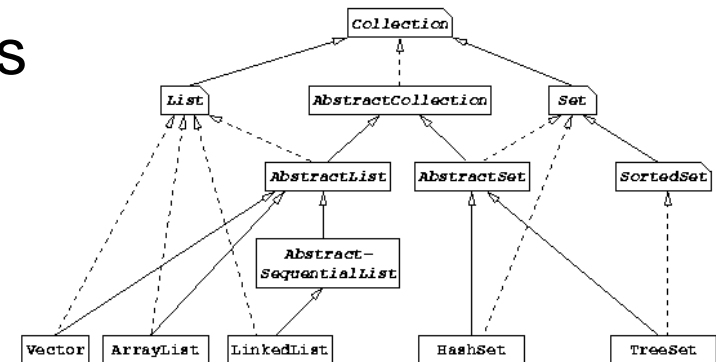 s
Collection
List
AbstractCollection
Set
AbstractList
AbstractSet
SortedSet
Abstract-
SequentialList
Vector
ArrayList
LinkedList
HashSet
TreeSet